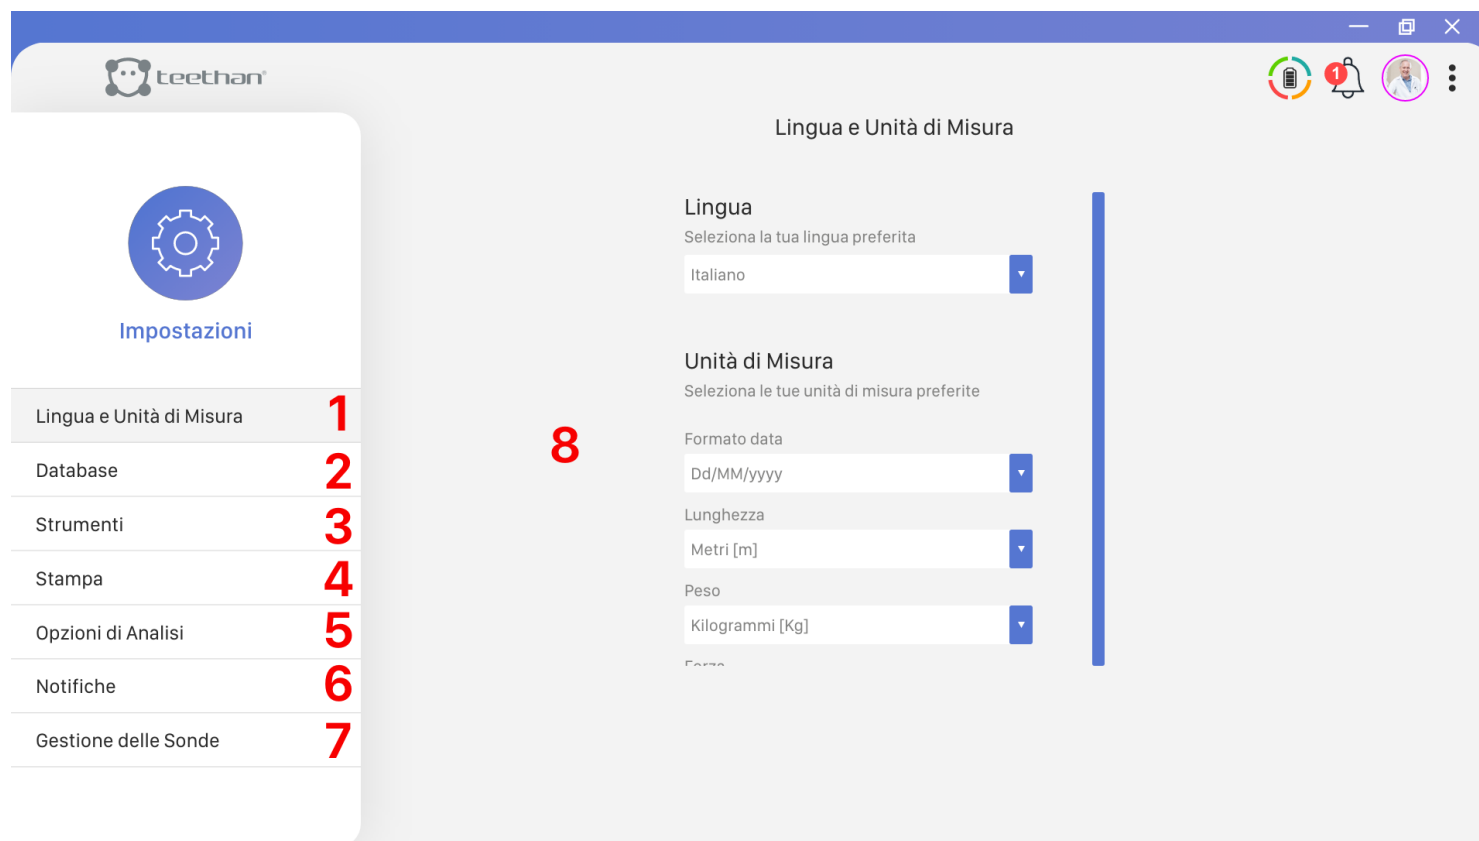 teethan®
1
Lingua e Unità di Misura
Impostazioni
Lingua e Unità di Misura 1
Database 2
Strumenti 3
Stampa 4
Opzioni di Analisi 5
Notifiche 6
Gestione delle Sonde 7
8
Lingua
Seleziona la tua lingua preferita
Italiano
Unità di Misura
Seleziona le tue unità di misura preferite
Formato data
Dd/MM/yyyy
Lunghezza
Metri [m]
Peso
Kilogrammi [Kg]
Forza